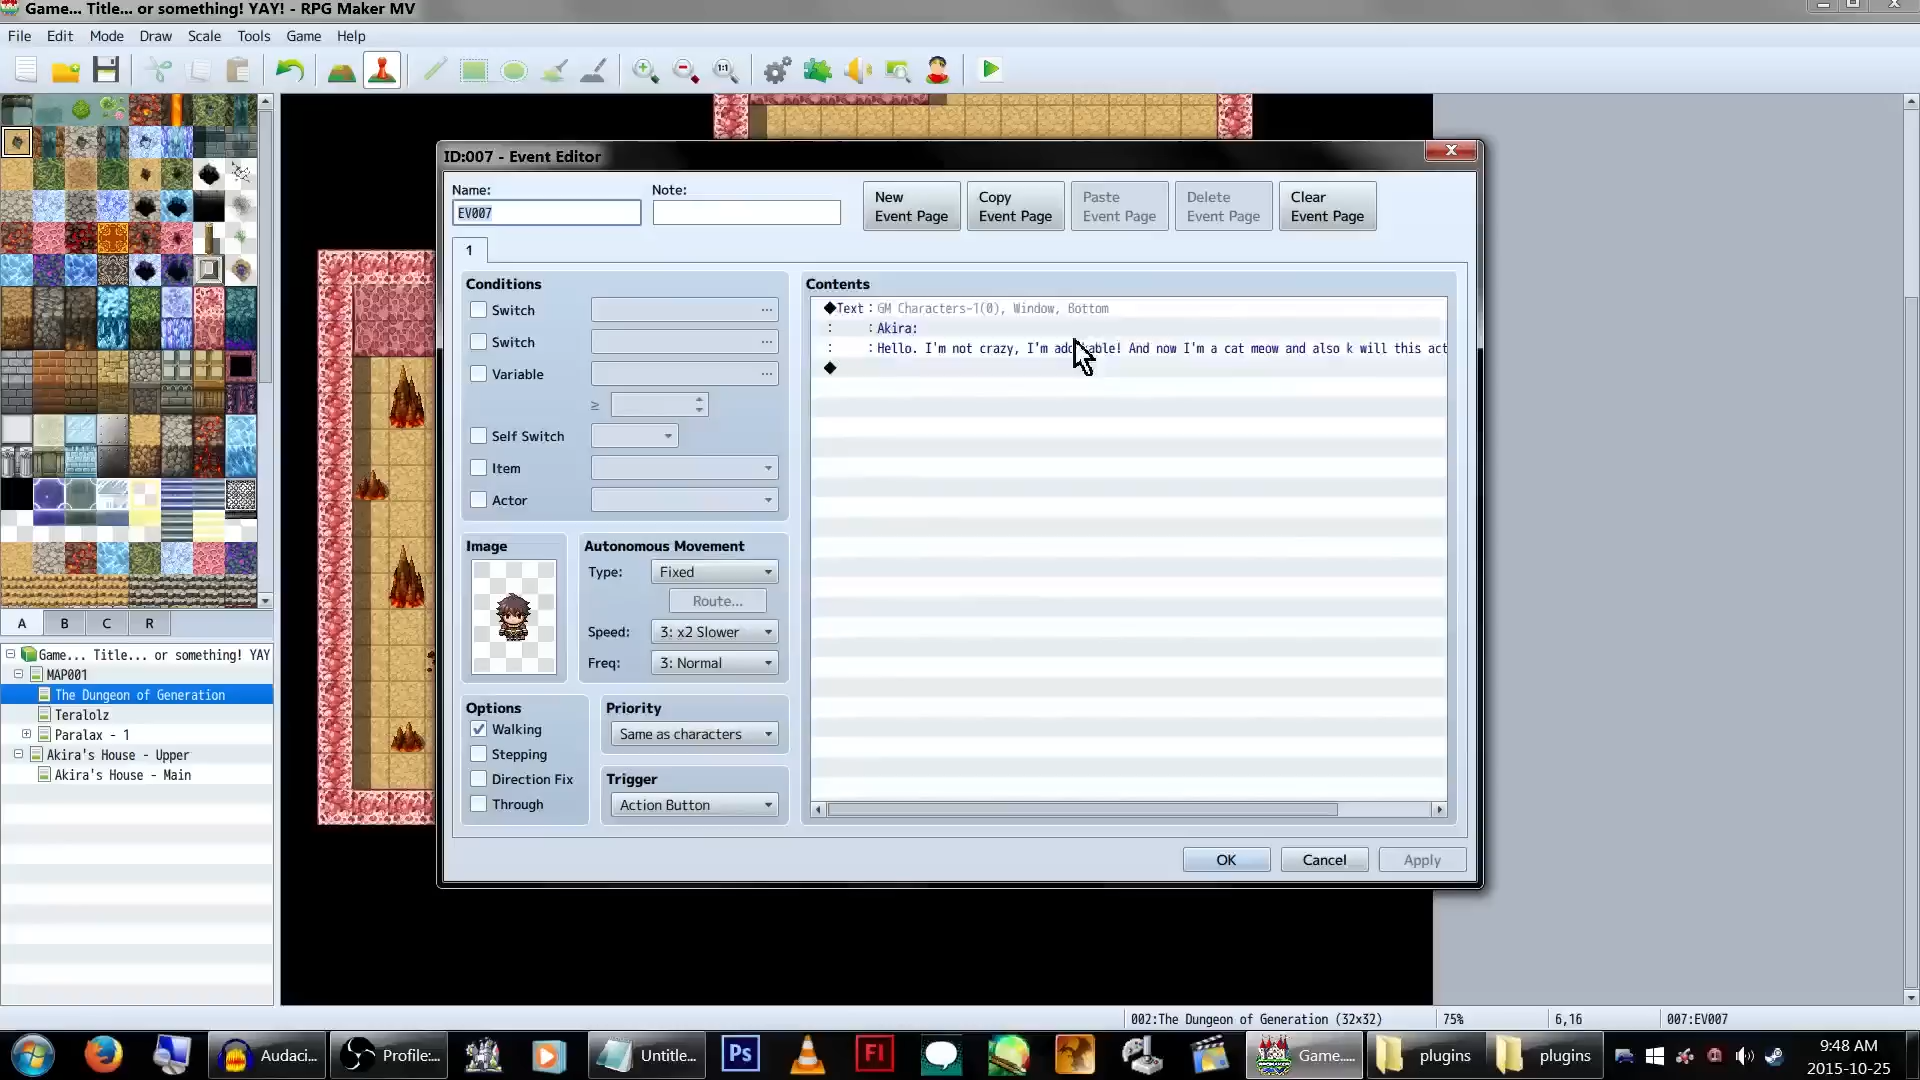 Game... Title... or something! YAY! - RPG Maker MV
File Edit Mode Draw Scale Tools Game Help
1:1
ID:007 - Event Editor
Name:
Note:
EV007
New Event Page
Copy Event Page
Paste Event Page
Delete Event Page
Clear Event Page
1
Conditions
Switch ...
Switch ...
Variable ...
≥
Self Switch
Item
Actor
Image
Autonomous Movement
Type: Fixed
Route...
Speed: 3: x2 Slower
Freq: 3: Normal
Options
Walking
Stepping
Direction Fix
Through
Priority
Same as characters
Trigger
Action Button
Contents
◆Text : GM Characters-1(0), Window, Bottom
: : Akira:
: : Hello. I'm not crazy, I'm able! And now I'm a cat meow and also k will this act
◆
OK Cancel Apply
A B C R
Game... Title... or something! YAY
MAP001
The Dungeon of Generation
Teralolz
Paralax - 1
Akira's House - Upper
Akira's House - Main
002:The Dungeon of Generation (32x32) 75% 6,16 007:EV007
Audaci... Profile:... Untitle... Ps Fl Game.... plugins plugins
9:48 AM
2015-10-25